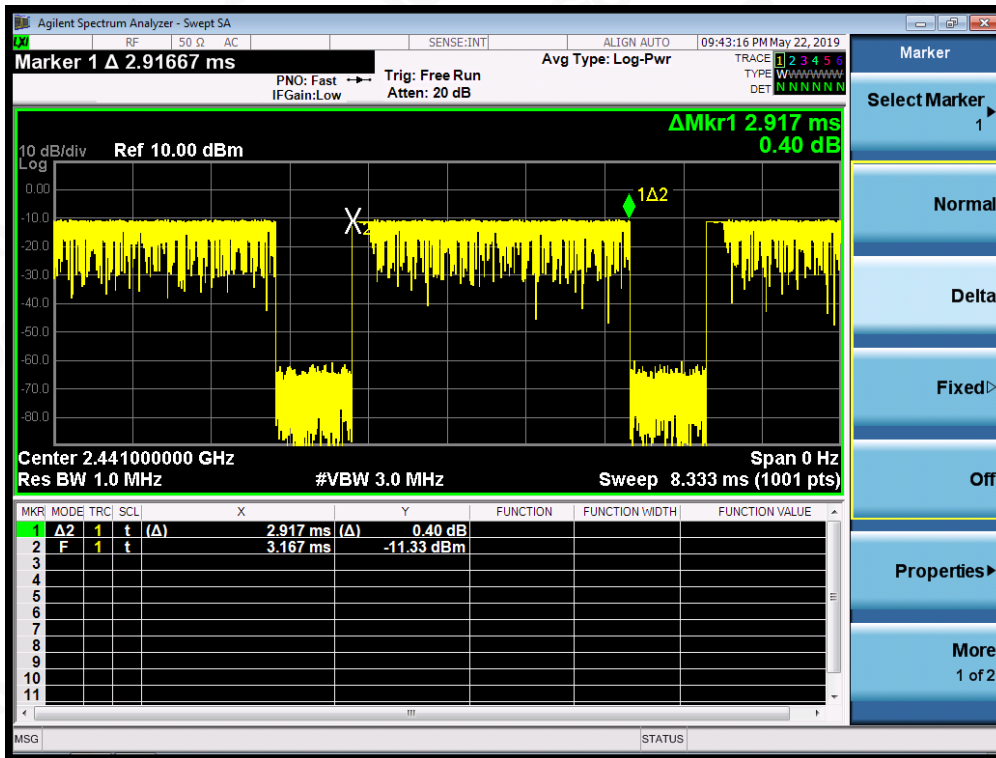 Agilent Spectrum Analyzer - Swept SA
LXI RF 50 Ω AC SENSE:INT ALIGN AUTO 09:43:16 PM May 22, 2019
Marker 1 Δ 2.91667 ms
PNO: Fast
IFGain:Low
Trig: Free Run
Atten: 20 dB
Avg Type: Log-Pwr
TRACE 1 2 3 4 5 6
TYPE WWWWWW
DET N N N N N N
ΔMkr1 2.917 ms
0.40 dB
10 dB/div Ref 10.00 dBm
Log
0.00
-10.0
-20.0
-30.0
-40.0
-50.0
-60.0
-70.0
-80.0
1Δ2
X2
Center 2.441000000 GHz Span 0 Hz
Res BW 1.0 MHz #VBW 3.0 MHz Sweep 8.333 ms (1001 pts)
MKR MODE TRC SCL X Y FUNCTION FUNCTION WIDTH FUNCTION VALUE
1 Δ2 1 t (Δ) 2.917 ms (Δ) 0.40 dB
2 F 1 t 3.167 ms -11.33 dBm
3
4
5
6
7
8
9
10
11
MSG STATUS
Marker
Select Marker
1
Normal
Delta
Fixed
Off
Properties
More
1 of 2